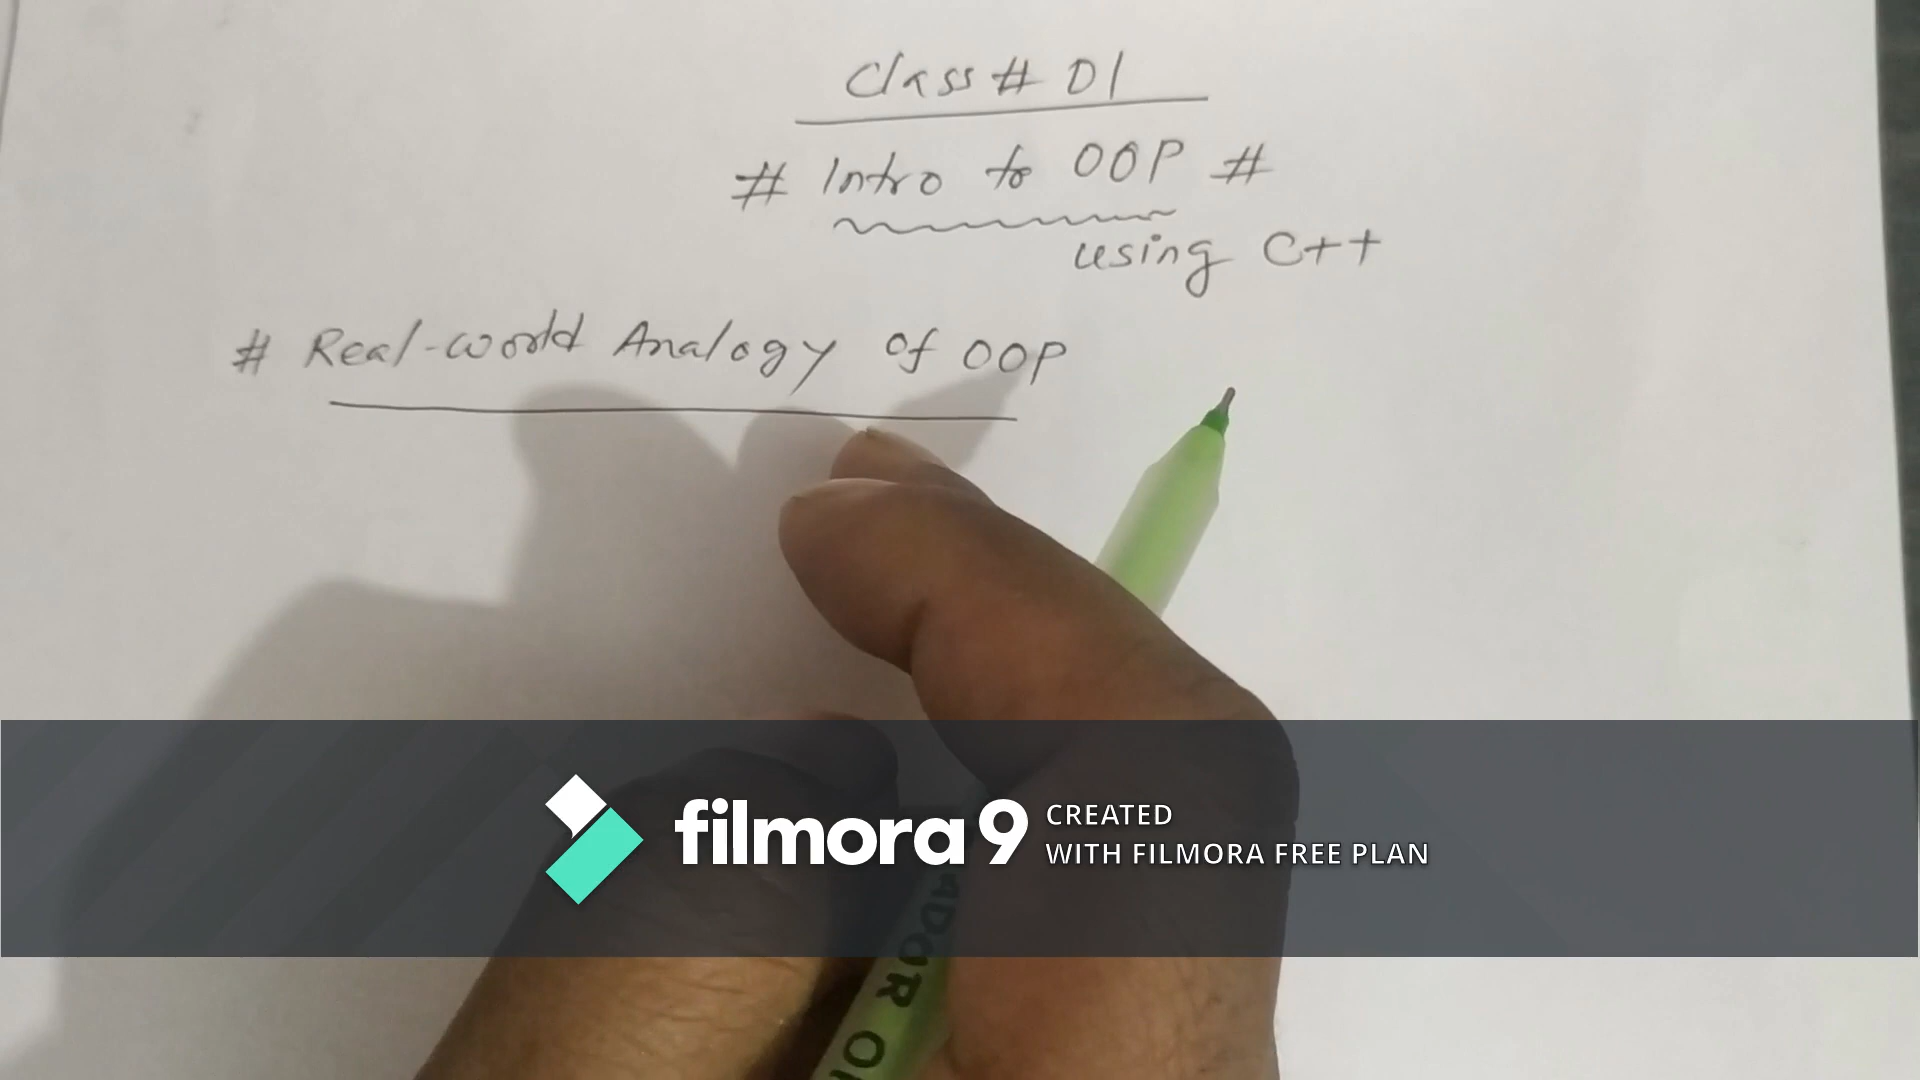 Class # 01
# Intro to OOP #
using C++
# Real-world Analogy of OOP
filmora 9
CREATED
WITH FILMORA FREE PLAN